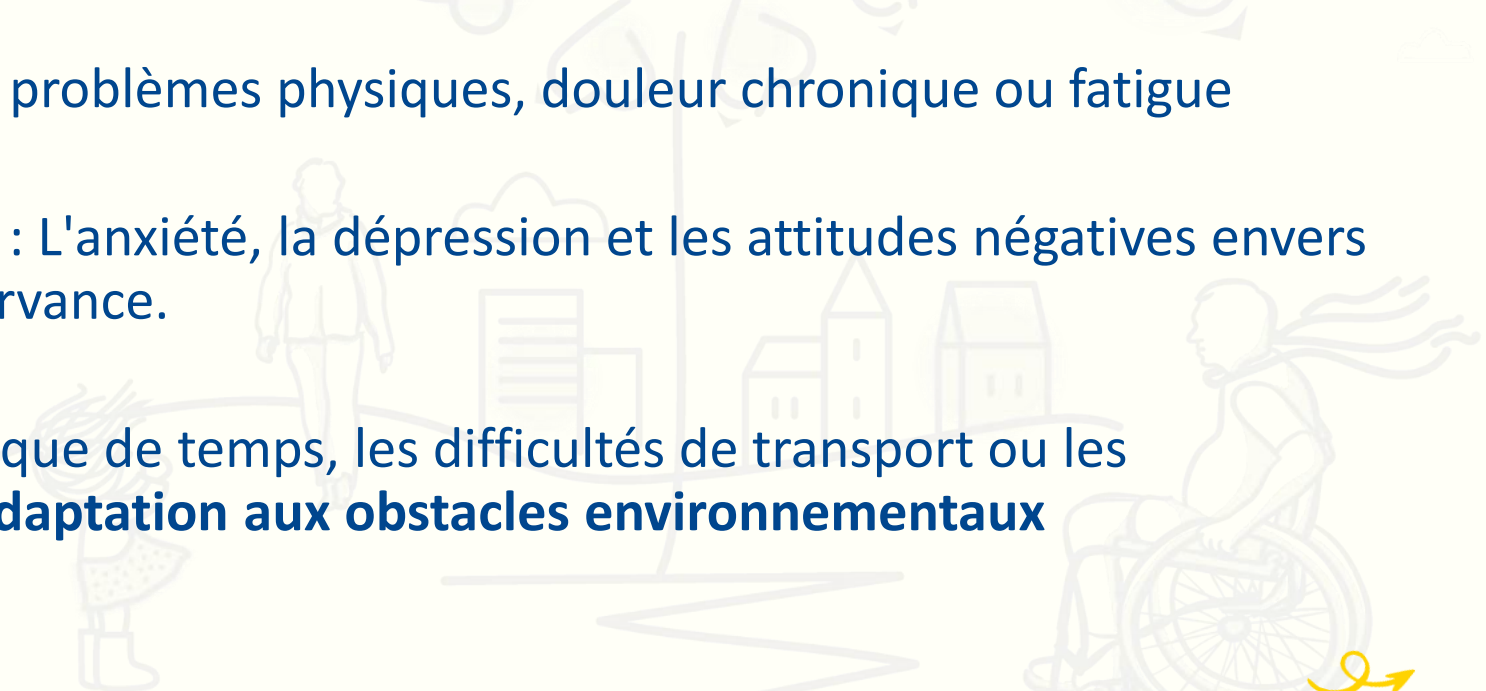 problèmes physiques, douleur chronique ou fatigue
: L'anxiété, la dépression et les attitudes négatives envers
rvance.
que de temps, les difficultés de transport ou les
daptation aux obstacles environnementaux